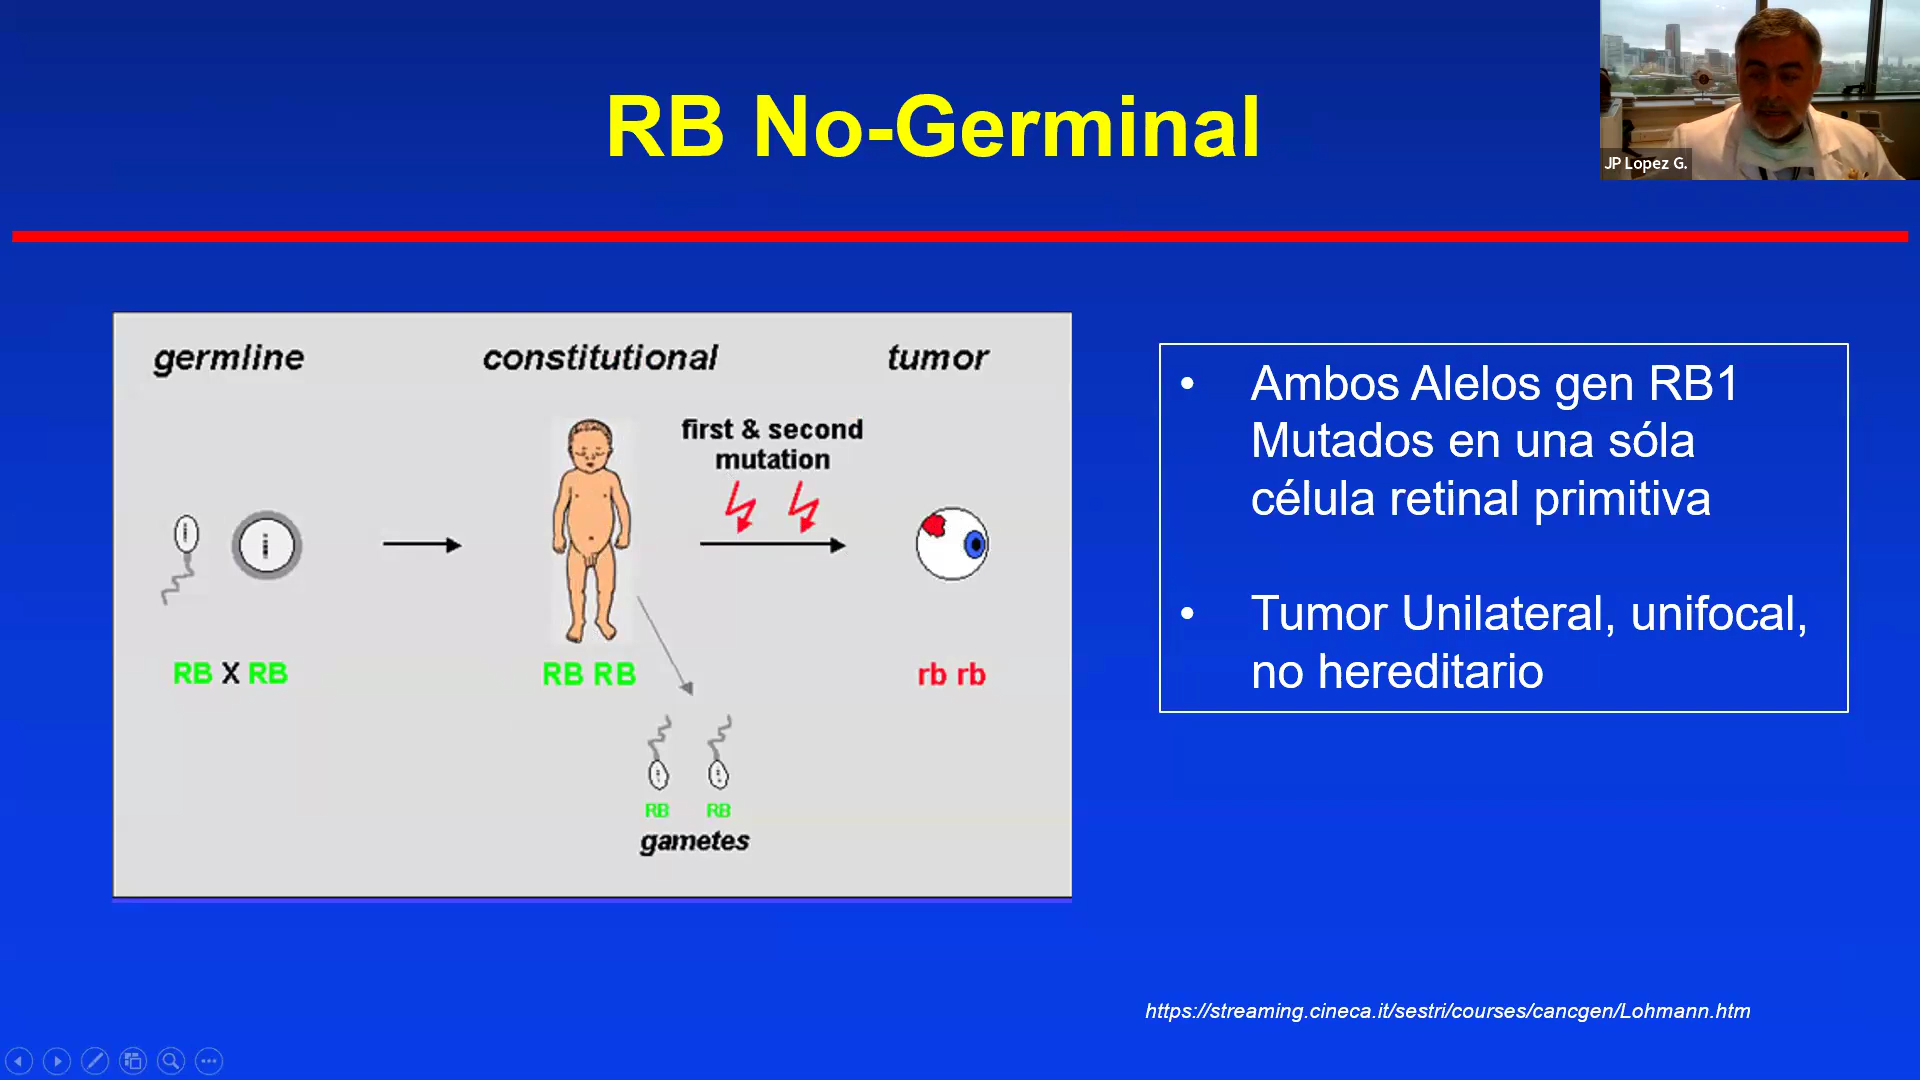 RB No-Germinal
JP Lopez G.
germline
constitutional
tumor
first & second
mutation
RB X RB
RB RB
rb rb
RB
RB
gametes
• Ambos Alelos gen RB1
Mutados en una sóla
célula retinal primitiva
• Tumor Unilateral, unifocal,
no hereditario
https://streaming.cineca.it/sestri/courses/cancgen/Lohmann.htm